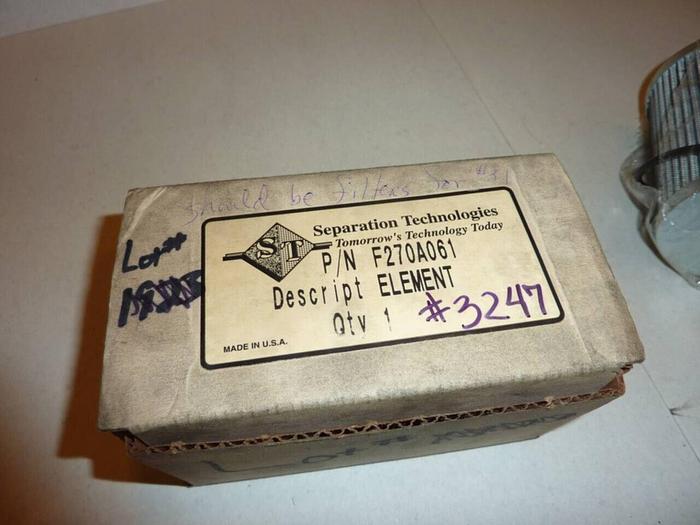 should be filters for #31
Lot#
ST
Separation Technologies
Tomorrow's Technology Today
P/N F270A061
Descript ELEMENT
Qty 1 #3247
MADE IN U.S.A.
Lot#